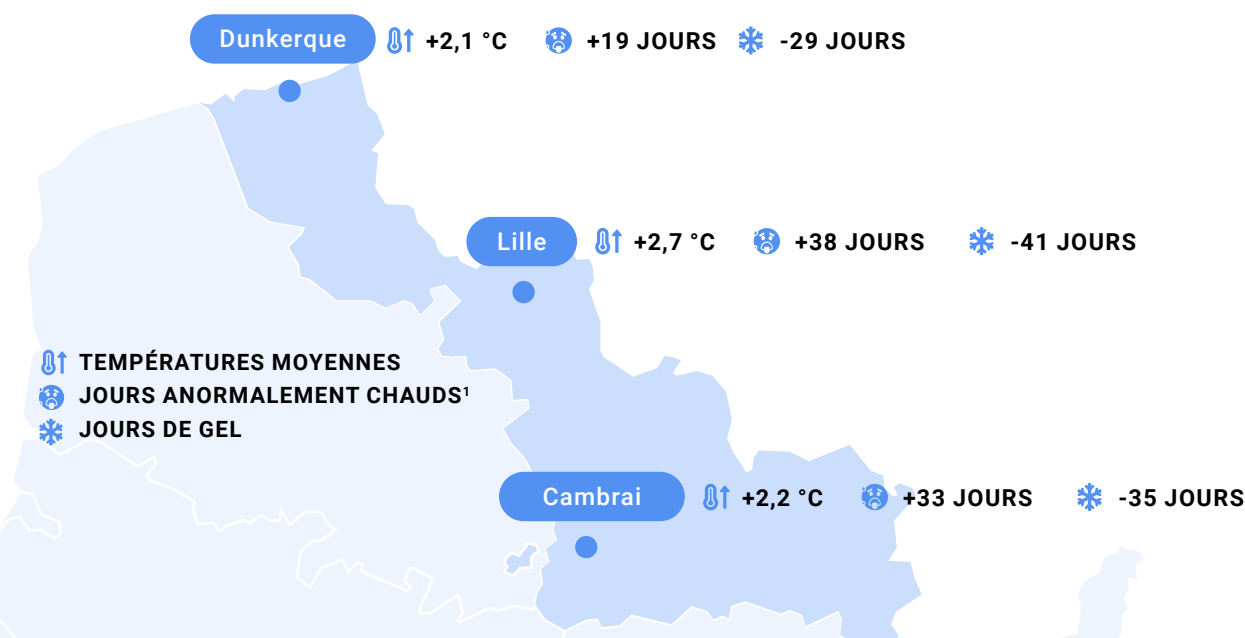 Dunkerque +2,1 °C +19 JOURS -29 JOURS
Lille +2,7 °C +38 JOURS -41 JOURS
TEMPÉRATURES MOYENNES
JOURS ANORMALEMENT CHAUDS¹
JOURS DE GEL
Cambrai +2,2 °C +33 JOURS -35 JOURS